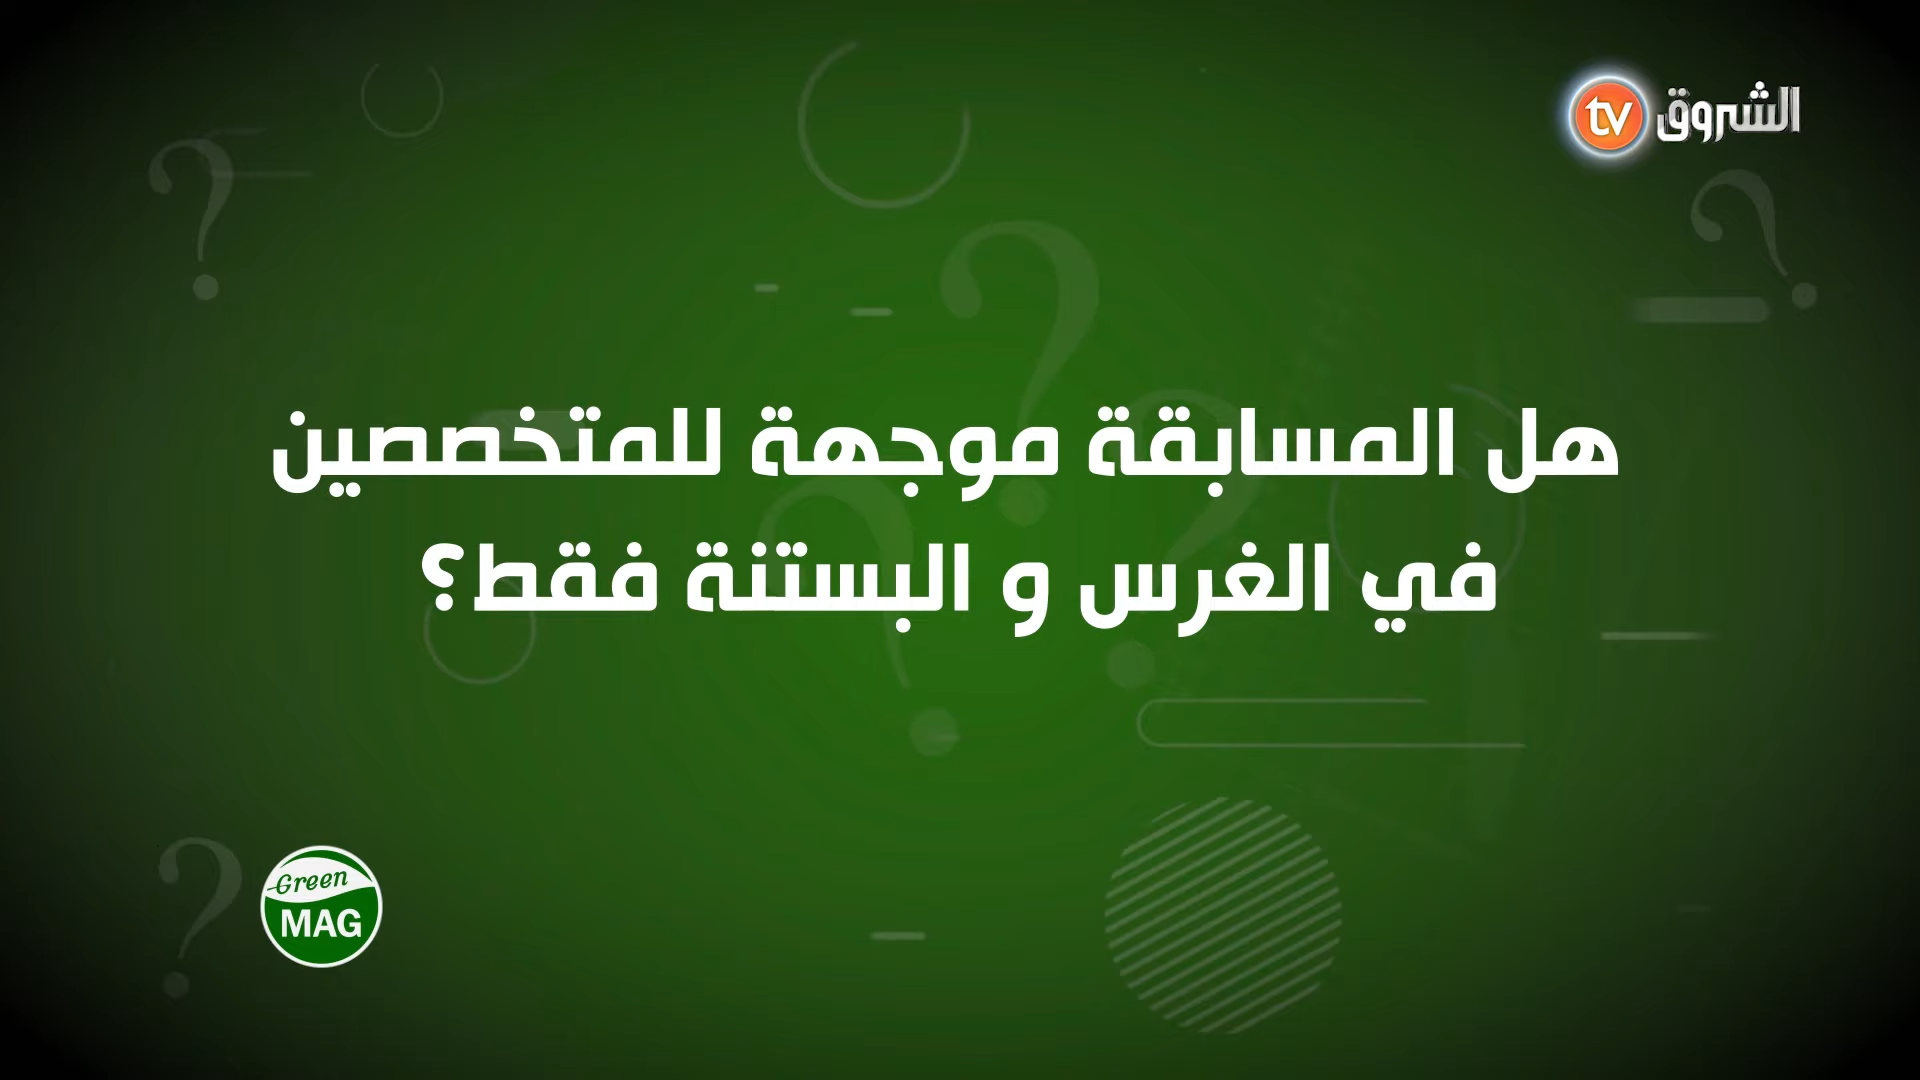 الشروق tv
هل المسابقة موجهة للمتخصصين
في الغرس و البستنة فقط؟
Green
MAG